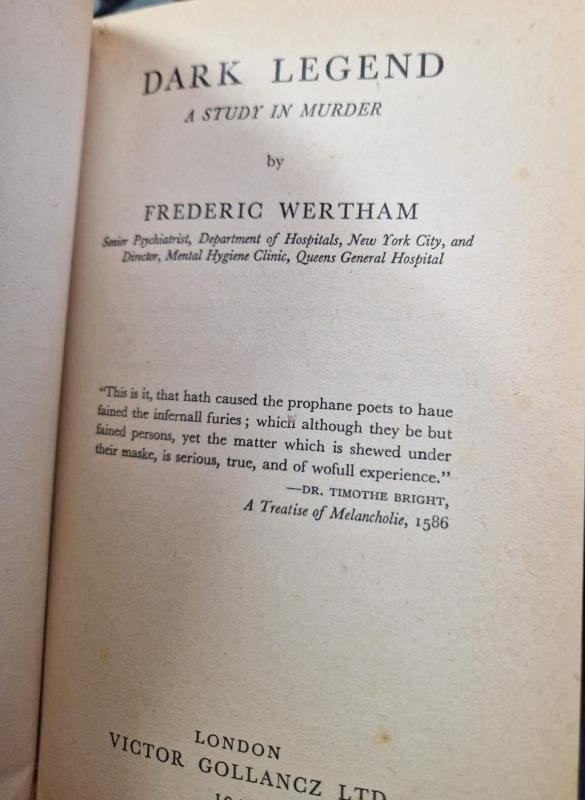 DARK LEGEND
A STUDY IN MURDER
by
FREDERIC WERTHAM
Senior Psychiatrist, Department of Hospitals, New York City, and
Director, Mental Hygiene Clinic, Queens General Hospital
"This is it, that hath caused the prophane poets to haue
fained the infernall furies; which although they be but
fained persons, yet the matter which is shewed under
their maske, is serious, true, and of wofull experience."
—DR. TIMOTHE BRIGHT,
A Treatise of Melancholie, 1586
LONDON
VICTOR GOLLANCZ LTD